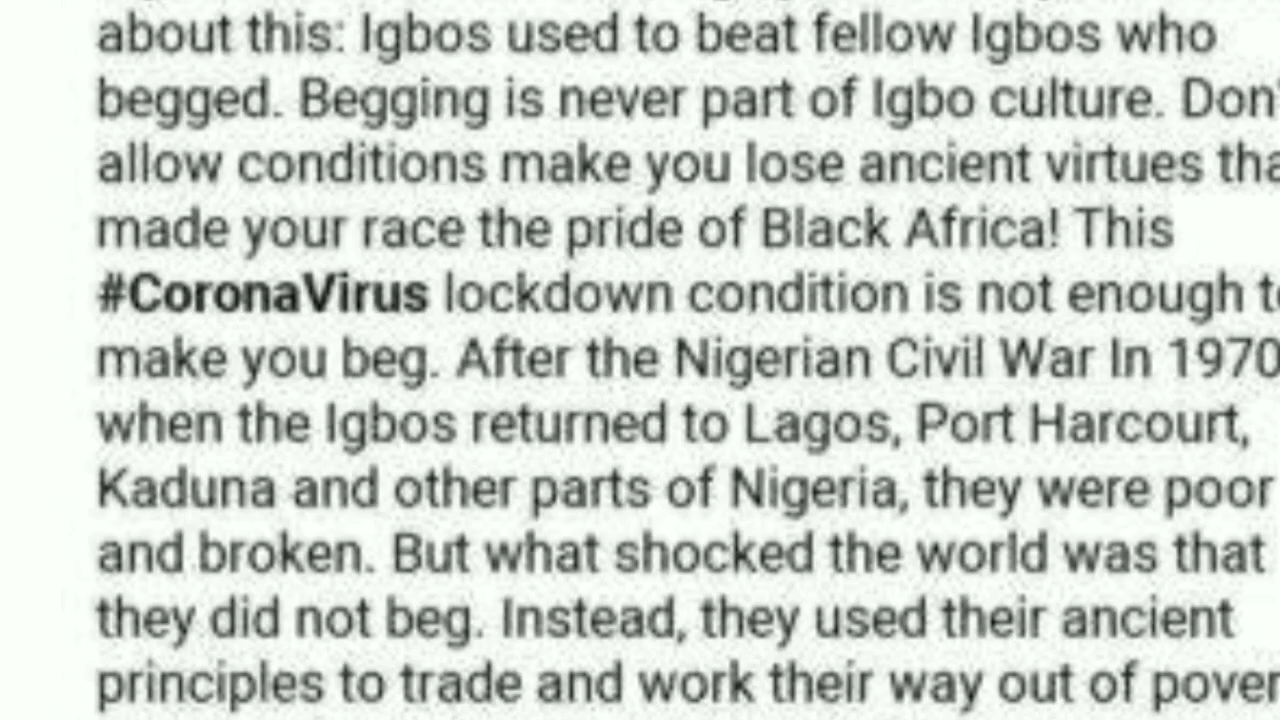 about this: Igbos used to beat fellow Igbos who
begged. Begging is never part of Igbo culture.
allow conditions make you lose ancient virtues
made your race the pride of Black Africa! This
#CoronaVirus lockdown condition is not enough
make you beg. After the Nigerian Civil War In 1970
when the Igbos returned to Lagos, Port Harcourt,
Kaduna and other parts of Nigeria, they were poor
and broken. But what shocked the world was that
they did not beg. Instead, they used their ancient
principles to trade and work their way out of